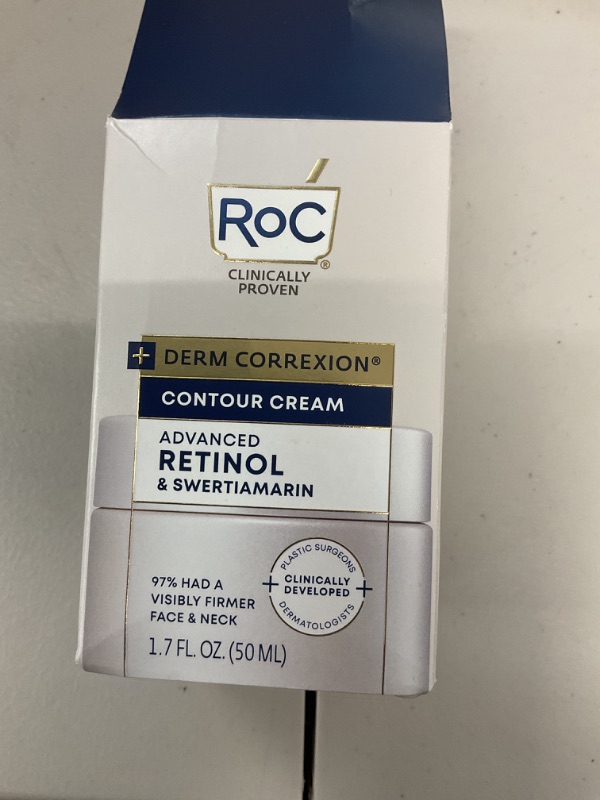 RoC®
CLINICALLY
PROVEN
+ DERM CORREXION®
CONTOUR CREAM
ADVANCED
RETINOL
& SWERTIAMARIN
97% HAD A
VISIBLY FIRMER
FACE & NECK
PLASTIC SURGEONS
+ CLINICALLY +
DEVELOPED
DERMATOLOGISTS
1.7 FL. OZ. (50 ML)